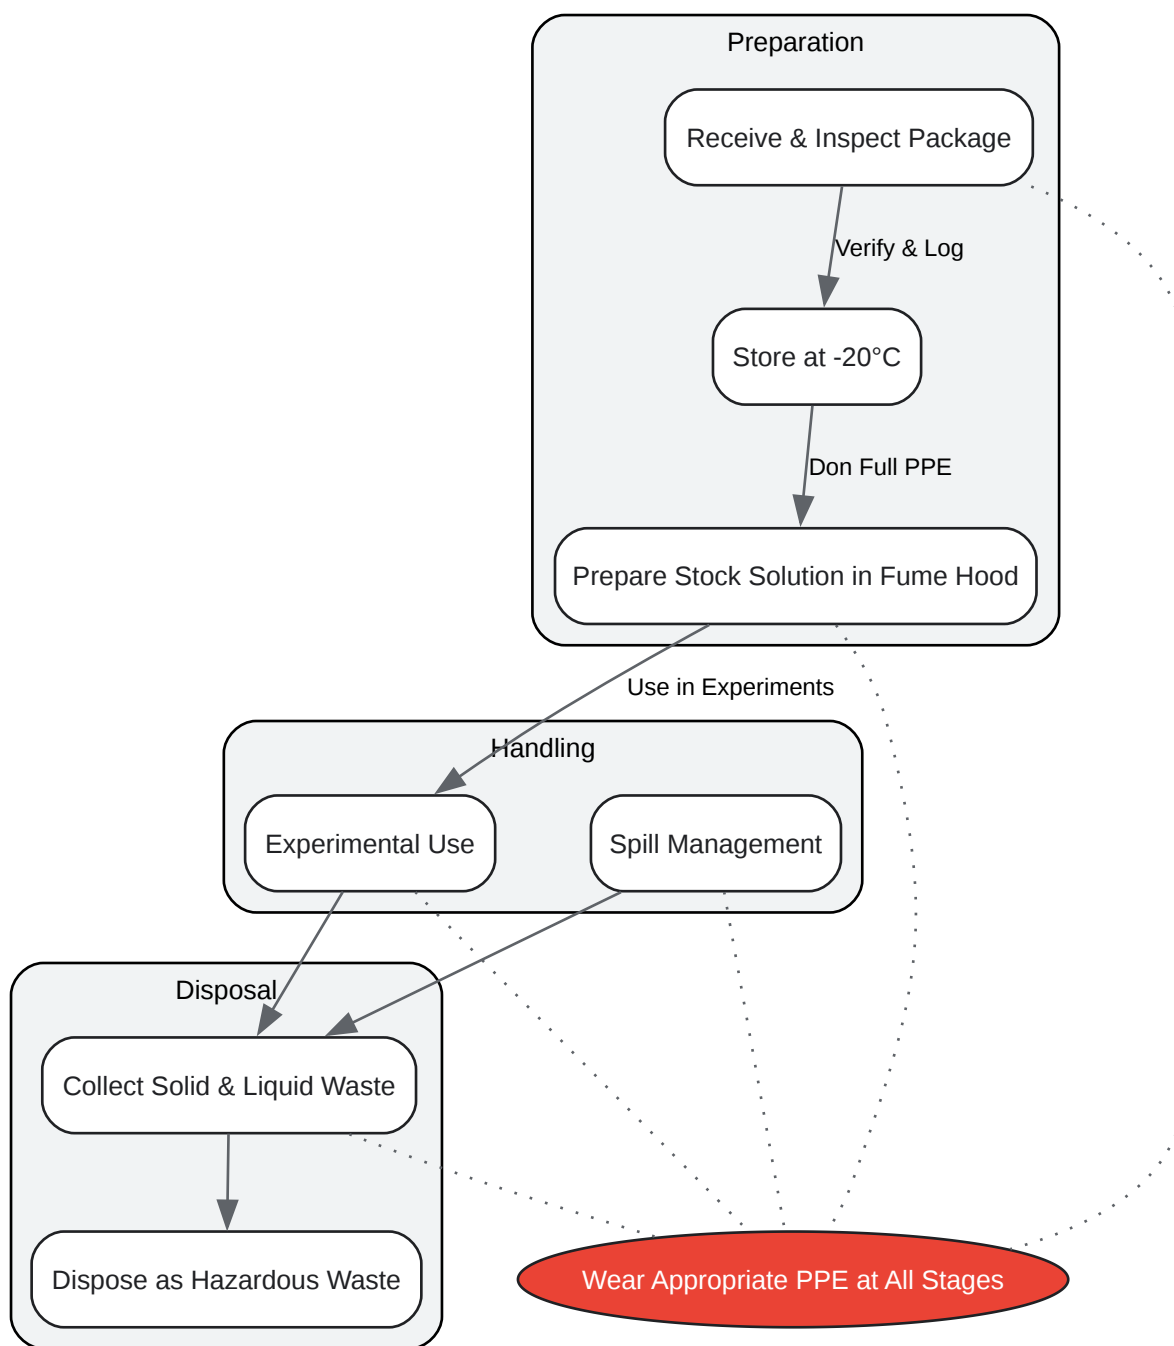 Preparation
Receive & Inspect Package
Verify & Log
Store at -20°C
Don Full PPE
Prepare Stock Solution in Fume Hood
Use in Experiments
Handling
Experimental Use
Spill Management
Disposal
Collect Solid & Liquid Waste
Dispose as Hazardous Waste
Wear Appropriate PPE at All Stages